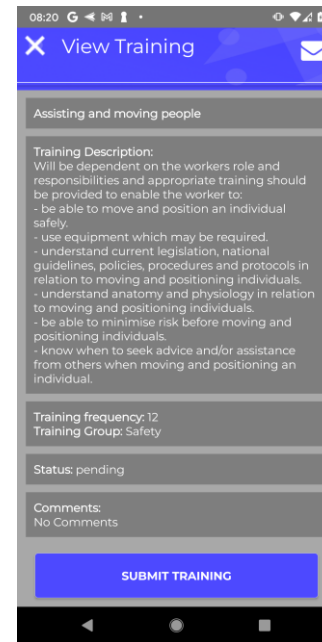 08:20 G
View Training
Assisting and moving people
Training Description:
Will be dependent on the workers role and
responsibilities and appropriate training should
be provided to enable the worker to:
- be able to move and position an individual
safely.
- use equipment which may be required.
- understand current legislation, national
guidelines, policies, procedures and protocols in
relation to moving and positioning individuals.
- understand anatomy and physiology in relation
to moving and positioning individuals.
- be able to minimise risk before moving and
positioning individuals.
- know when to seek advice and/or assistance
from others when moving and positioning an
individual.
Training frequency: 12
Training Group: Safety
Status: pending
Comments:
No Comments
SUBMIT TRAINING